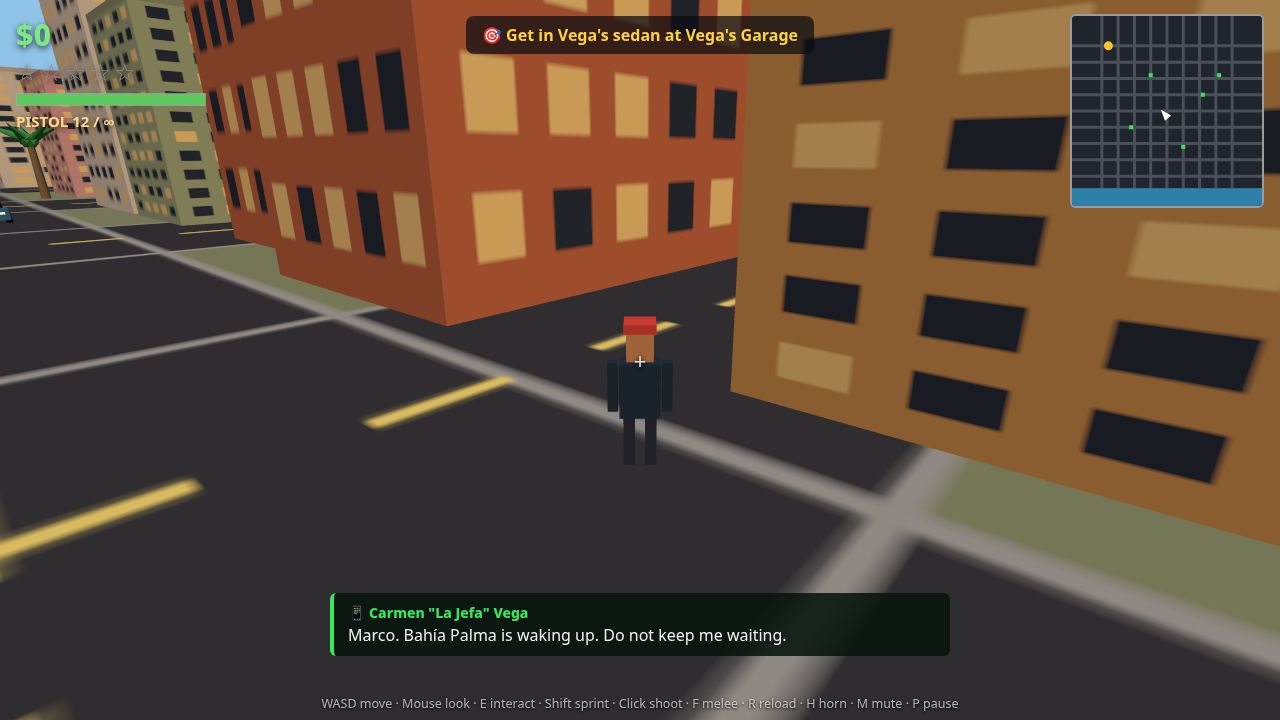 $0
🎯 Get in Vega's sedan at Vega's Garage
☆ ☆ ☆ ☆ ☆
PISTOL 12 / ∞
📱 Carmen "La Jefa" Vega
Marco. Bahía Palma is waking up. Do not keep me waiting.
WASD move · Mouse look · E interact · Shift sprint · Click shoot · F melee · R reload · H horn · M mute · P pause